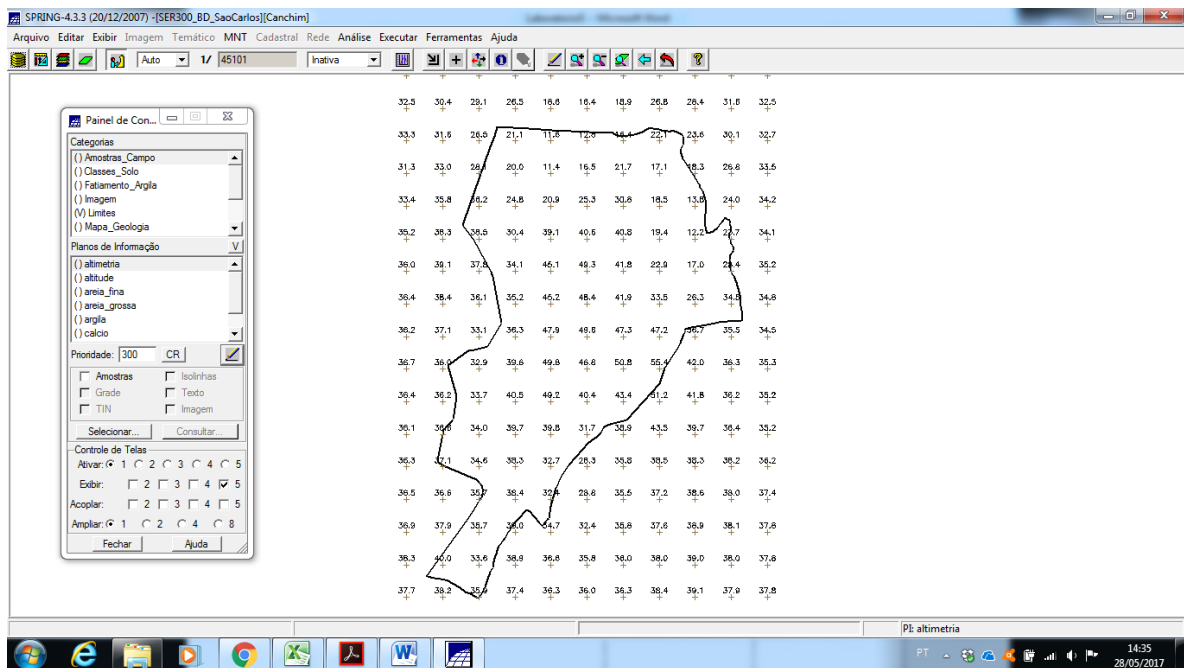 SPRING-4.3.3 (20/12/2007) -[SER300_BD_SaoCarlos][Canchim]
Arquivo Editar Exibir Imagem Temático MNT Cadastral Rede Análise Executar Ferramentas Ajuda
Auto 1/ 45101 Inativa
Painel de Con...
Categorias
() Amostras_Campo
() Classes_Solo
() Fatiamento_Argila
() Imagem
(V) Limites
() Mapa_Geologia
Planos de Informação V
() altimetria
() altitude
() areia_fina
() areia_grossa
() argila
() calcio
Prioridade: 300 CR
Amostras Isolinhas
Grade Texto
TIN Imagem
Selecionar... Consultar...
Controle de Telas
Ativar: 1 2 3 4 5
Exibir: 2 3 4 5
Acoplar: 2 3 4 5
Ampliar: 1 2 4 8
Fechar Ajuda
32.5 30.4 29.1 26.5 18.9 26.8 31.6 32.5
33.3 31.6 21.1 30.1 32.7
31.3 33.0 20.0 11.4 16.5 21.7 17.1 26.6 33.5
33.4 35.8 24.8 20.9 25.3 30.6 18.5 24.0 34.2
35.2 38.3 30.4 39.1 40.6 40.8 19.4 34.1
36.0 39.1 34.1 46.1 49.3 41.8 22.9 17.0 35.2
36.4 38.4 36.1 35.2 45.2 48.4 41.9 33.5 26.3 34.8
38.2 37.1 33.1 36.3 47.9 49.6 47.3 47.2 35.5 34.5
36.7 32.9 39.6 49.6 46.6 50.8 55.4 42.0 36.3 35.3
36.4 36.2 33.7 40.5 49.2 40.4 43.4 41.8 36.2 35.2
36.1 34.0 39.7 39.8 31.7 38.9 43.5 39.7 36.4 35.2
36.3 34.6 38.3 32.7 28.3 35.8 38.5 38.3 38.2 36.2
36.5 36.6 38.4 28.6 35.5 37.2 38.6 38.0 37.4
36.9 37.9 35.7 32.4 35.8 37.6 38.9 38.1 37.8
38.3 33.6 38.9 36.8 35.8 36.0 38.0 39.0 38.0 37.8
37.7 38.2 37.4 36.3 36.0 36.3 38.4 39.1 37.9 37.8
PI: altimetria
PT 14:35
28/05/2017